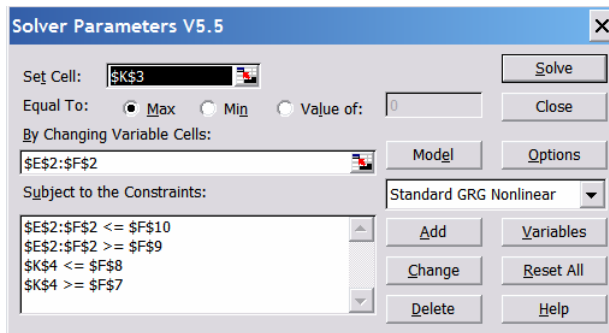 Solver Parameters V5.5
Set Cell: $K$3 Solve
Equal To: Max Min Value of: 0 Close
By Changing Variable Cells:
$E$2:$F$2 Model Options
Subject to the Constraints: Standard GRG Nonlinear
$E$2:$F$2 <= $F$10 Add Variables
$E$2:$F$2 >= $F$9
$K$4 <= $F$8 Change Reset All
$K$4 >= $F$7
Delete Help